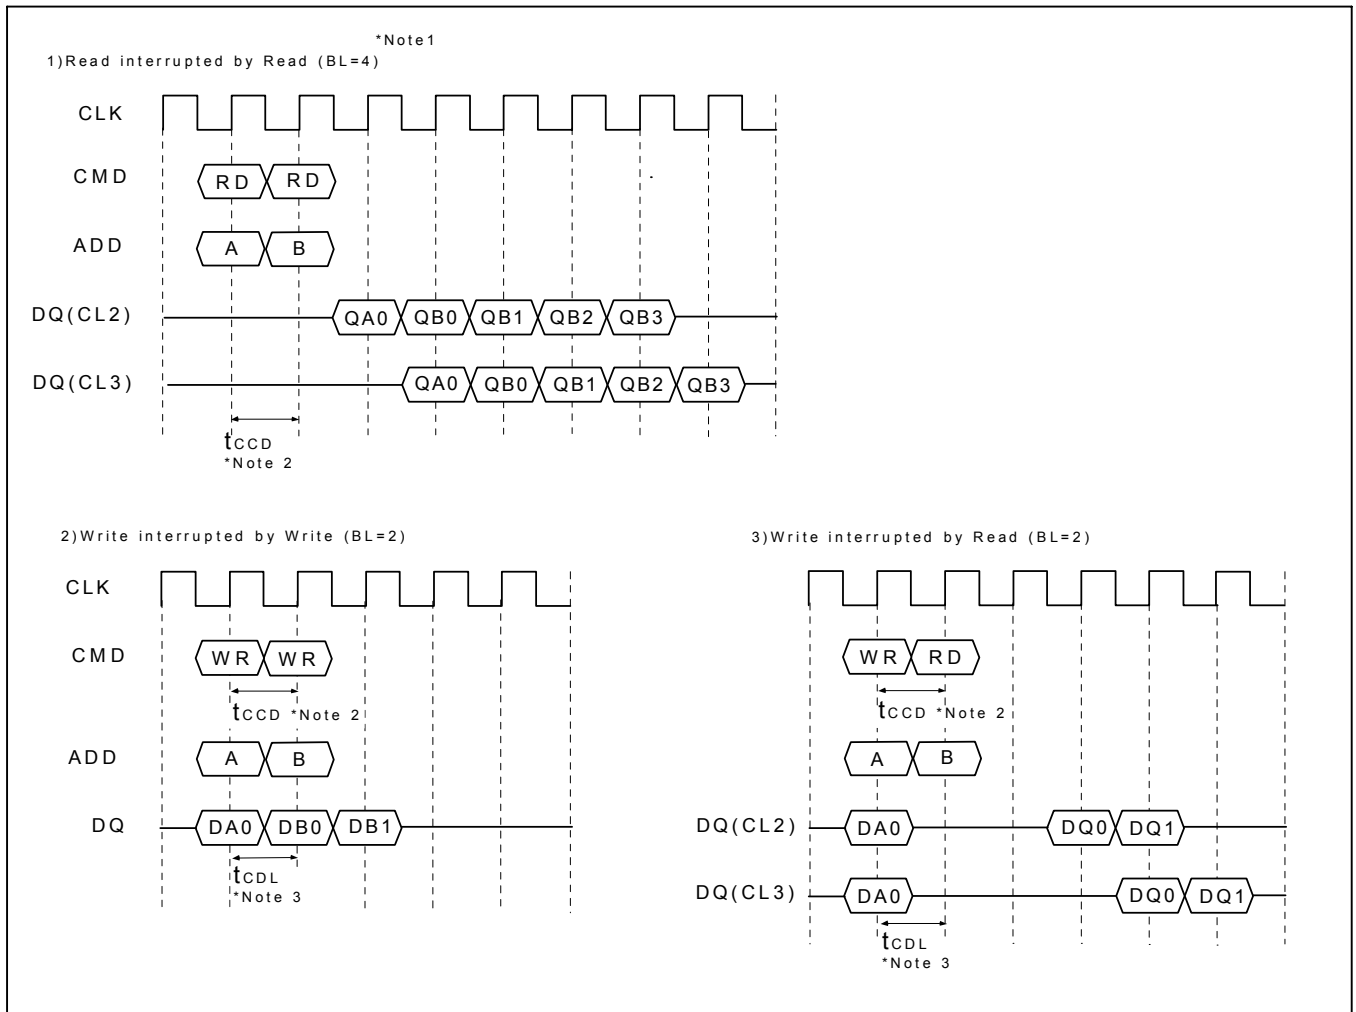 *Note1
1)Read interrupted by Read (BL=4)
CLK
CMD RD RD
ADD A B
DQ(CL2) QA0 QB0 QB1 QB2 QB3
DQ(CL3) QA0 QB0 QB1 QB2 QB3
tCCD
*Note 2
2)Write interrupted by Write (BL=2)
CLK
CMD WR WR
tCCD *Note 2
ADD A B
DQ DA0 DB0 DB1
tCDL
*Note 3
3)Write interrupted by Read (BL=2)
WR RD
tCCD *Note 2
A B
DQ(CL2) DA0 DQ0 DQ1
DQ(CL3) DA0 DQ0 DQ1
tCDL
*Note 3